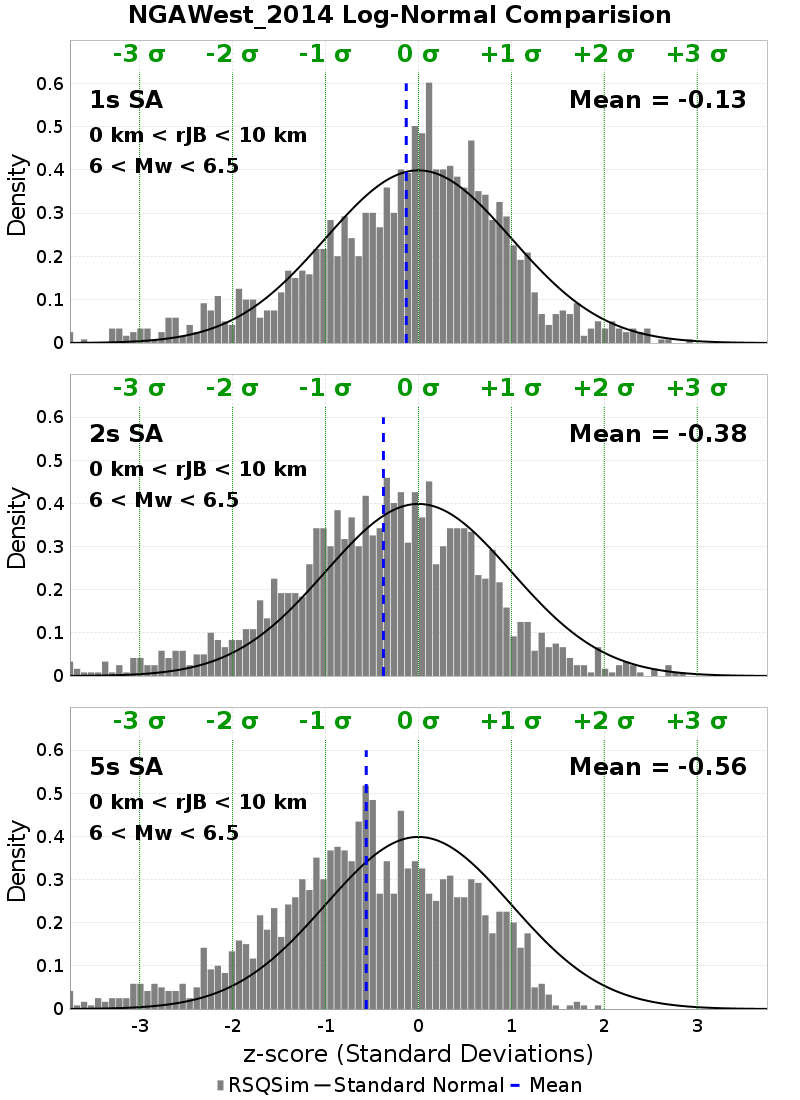 NGAWest_2014 Log-Normal Comparision
-3 σ -2 σ -1 σ 0 σ +1 σ +2 σ +3 σ
0.6
1s SA Mean = -0.13
0.5
0 km < rJB < 10 km
6 < Mw < 6.5
0.4
Density
0.3
0.2
0.1
0
-3 σ -2 σ -1 σ 0 σ +1 σ +2 σ +3 σ
0.6
2s SA Mean = -0.38
0.5
0 km < rJB < 10 km
6 < Mw < 6.5
0.4
Density
0.3
0.2
0.1
0
-3 σ -2 σ -1 σ 0 σ +1 σ +2 σ +3 σ
0.6
5s SA Mean = -0.56
0.5
0 km < rJB < 10 km
6 < Mw < 6.5
0.4
Density
0.3
0.2
0.1
0
-3 -2 -1 0 1 2 3
z-score (Standard Deviations)
RSQSim Standard Normal Mean